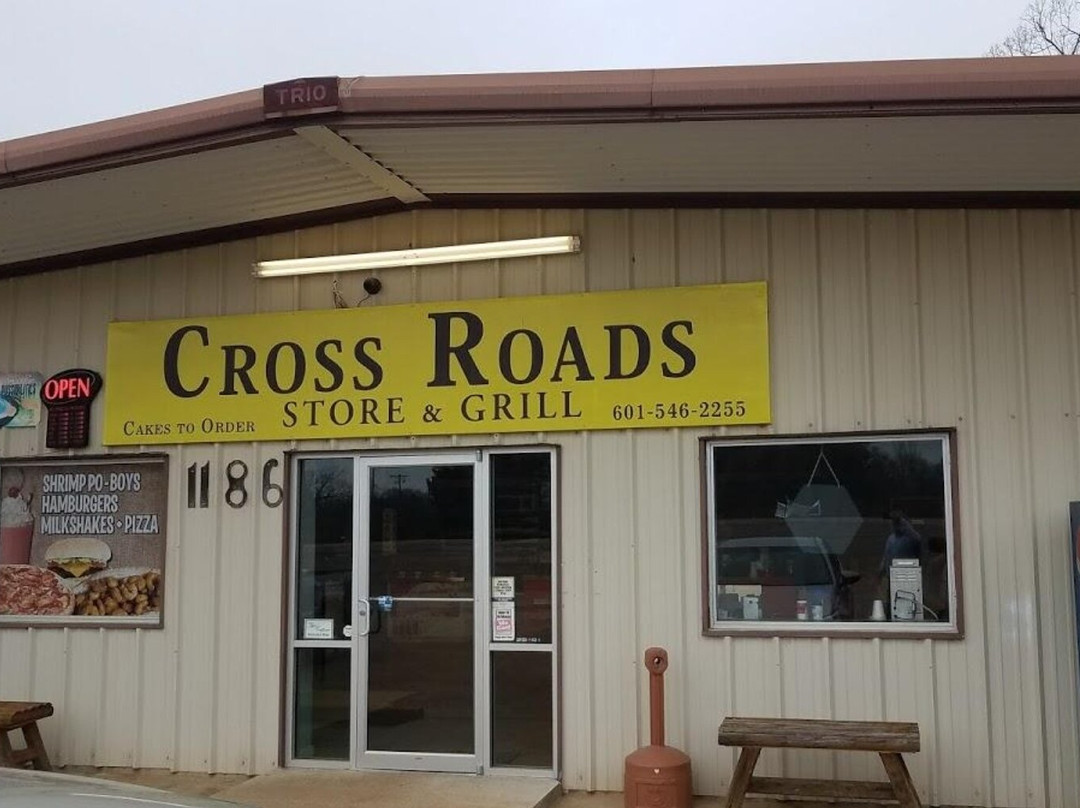 TRIO
CROSS ROADS
STORE & GRILL
CAKES TO ORDER
601-546-2255
OPEN
1186
SHRIMP PO-BOYS
HAMBURGERS
MILKSHAKES • PIZZA